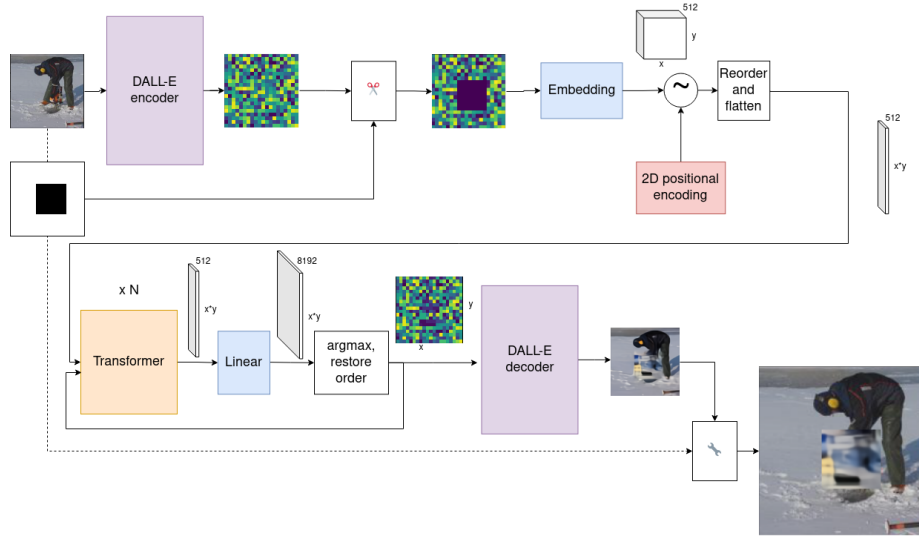 DALL-E
encoder
Embedding
512
y
x
~
Reorder
and
flatten
2D positional
encoding
512
x*y
x N
Transformer
512
x*y
Linear
8192
x*y
argmax,
restore
order
y
x
DALL-E
decoder